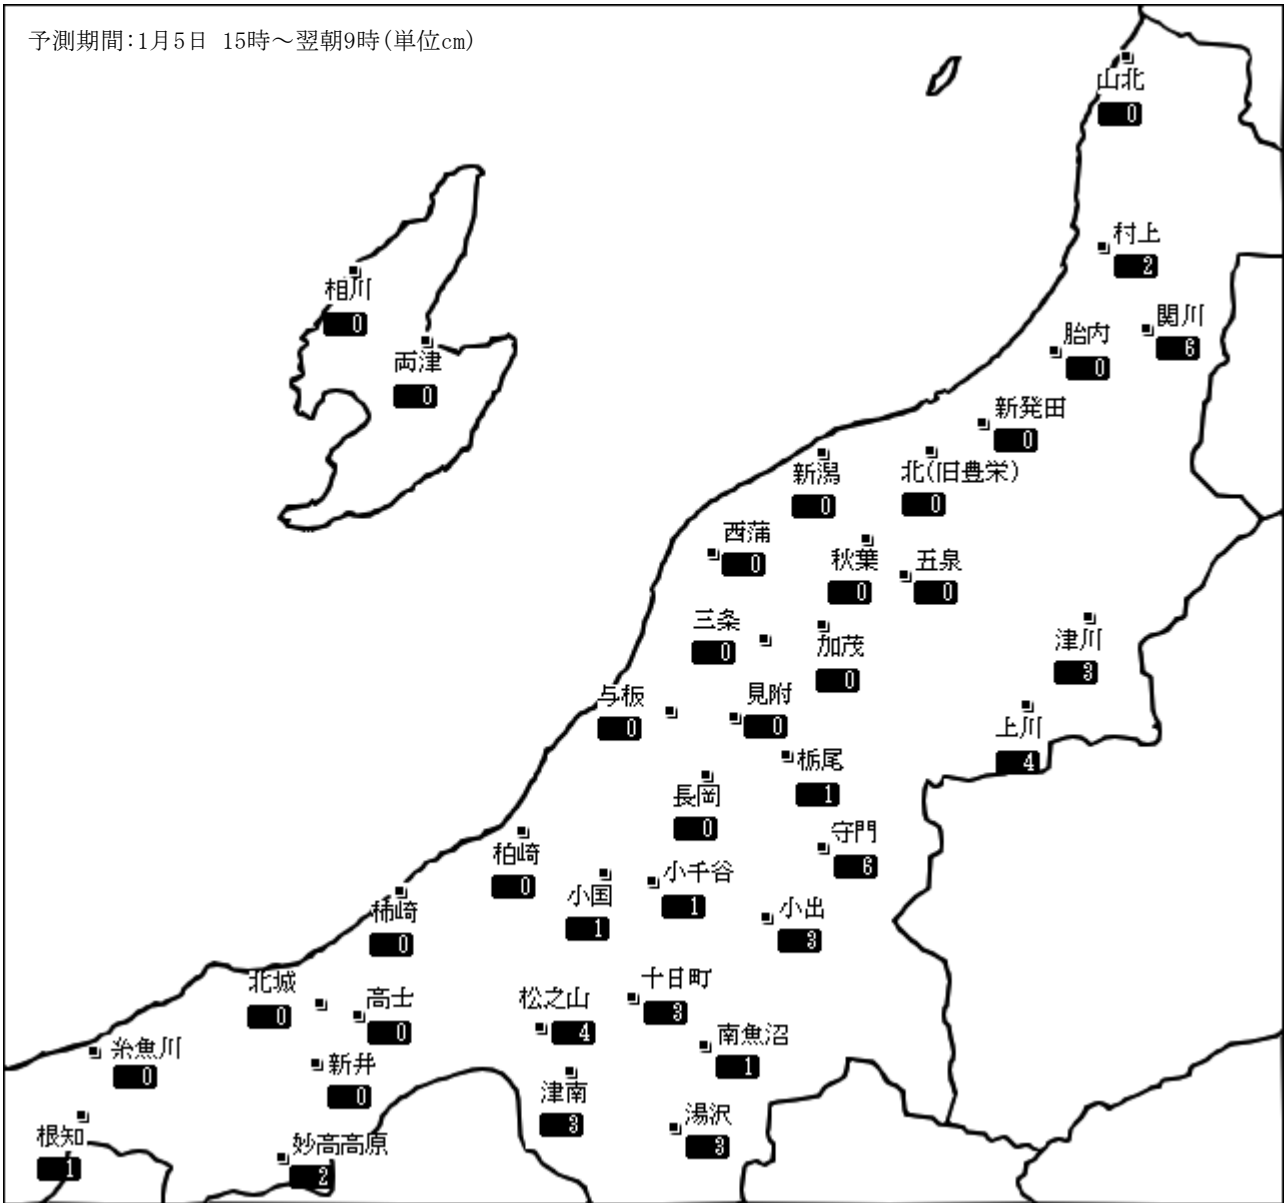 予測期間:1月5日 15時～翌朝9時(単位cm)
山北
0
村上
2
相川
0
関川
6
胎内
0
両津
0
新発田
0
新潟
0
北(旧豊栄)
0
西蒲
0
秋葉
0
五泉
0
三条
0
加茂
0
津川
3
与板
0
見附
0
上川
4
栃尾
1
長岡
0
守門
6
柏崎
0
小千谷
1
小国
1
小出
3
柿崎
0
北城
0
高士
0
松之山
4
十日町
3
南魚沼
1
糸魚川
0
新井
0
津南
3
湯沢
3
根知
1
妙高高原
2